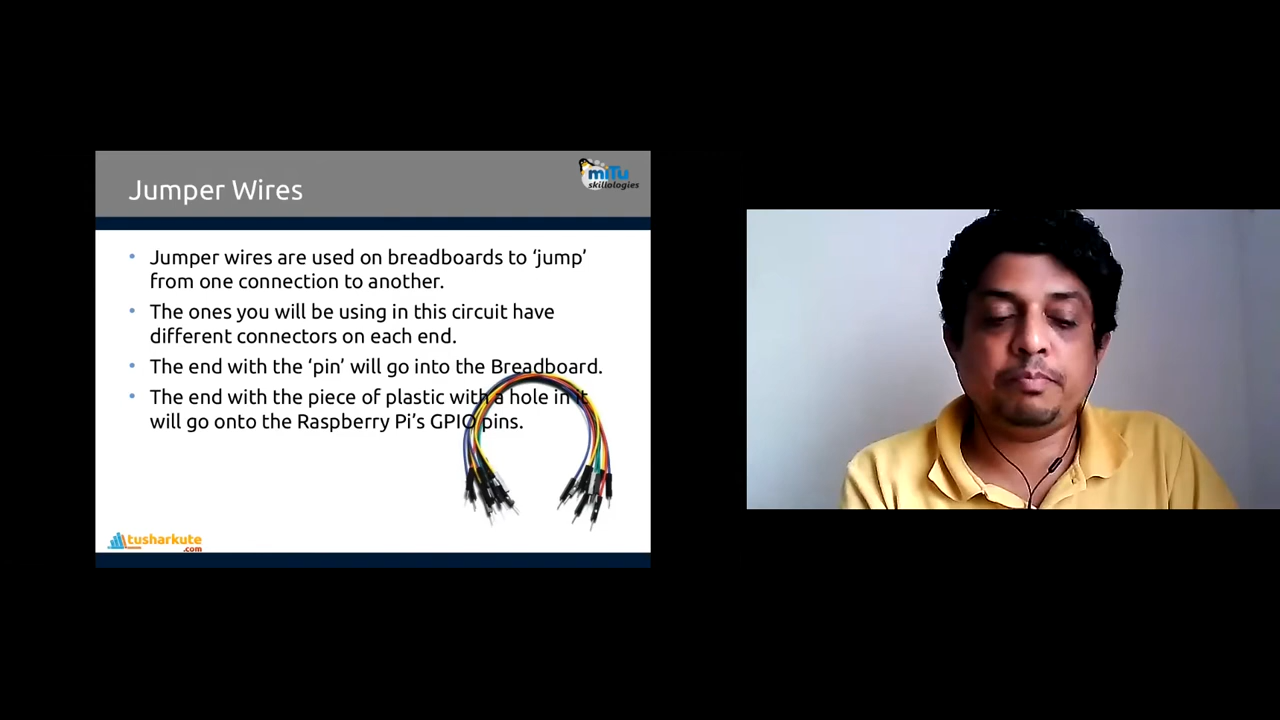 Jumper Wires
miTu
skillologies
Jumper wires are used on breadboards to ‘jump’
from one connection to another.
The ones you will be using in this circuit have
different connectors on each end.
The end with the ‘pin’ will go into the Breadboard.
The end with the piece of plastic with a hole in it
will go onto the Raspberry Pi’s GPIO pins.
tusharkute
.com